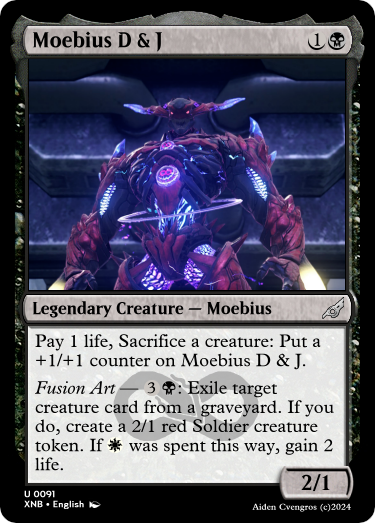 Moebius D & J 1
Legendary Creature — Moebius
Pay 1 life, Sacrifice a creature: Put a
+1/+1 counter on Moebius D & J.
Fusion Art — 3 : Exile target
creature card from a graveyard. If you
do, create a 2/1 red Soldier creature
token. If was spent this way, gain 2
life.
2/1
U 0091
XNB • English
Aiden Cvengros (c)2024